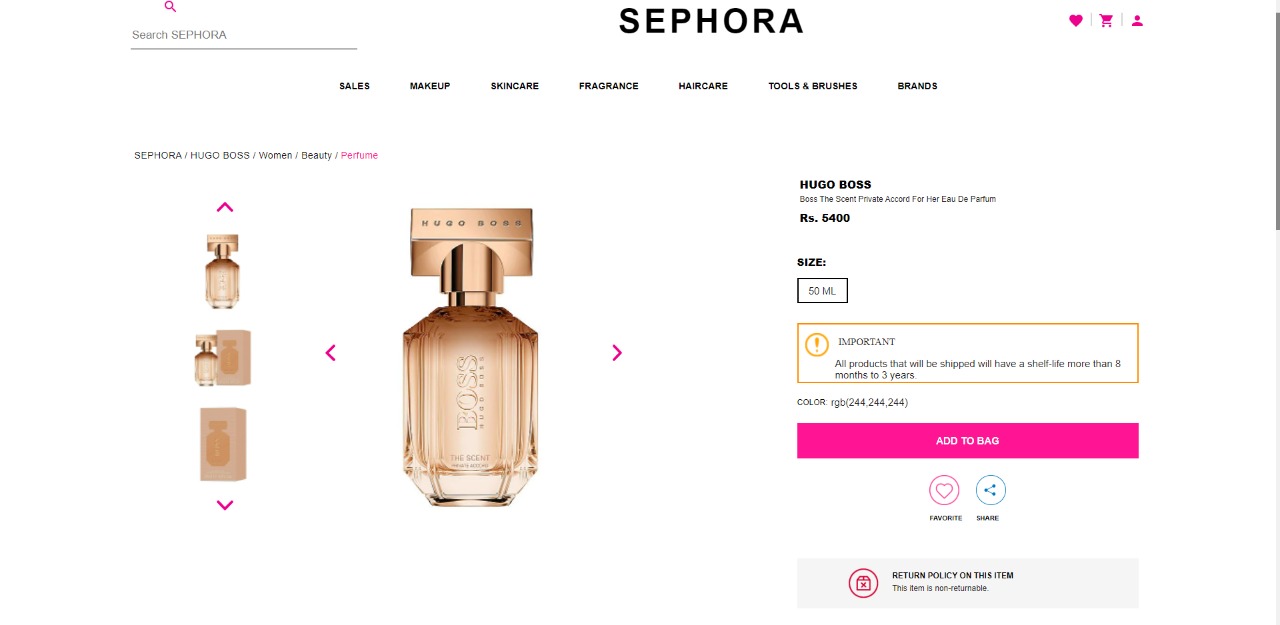 SEPHORA
Search SEPHORA
SALES MAKEUP SKINCARE FRAGRANCE HAIRCARE TOOLS & BRUSHES BRANDS
SEPHORA / HUGO BOSS / Women / Beauty / Perfume
HUGO BOSS
BOSS
HUGO BOSS
THE SCENT
PRIVATE ACCORD
HUGO BOSS
Boss The Scent Private Accord For Her Eau De Parfum
Rs. 5400
SIZE:
50 ML
IMPORTANT
All products that will be shipped will have a shelf-life more than 8
months to 3 years.
COLOR: rgb(244,244,244)
ADD TO BAG
FAVORITE SHARE
RETURN POLICY ON THIS ITEM
This item is non-returnable.